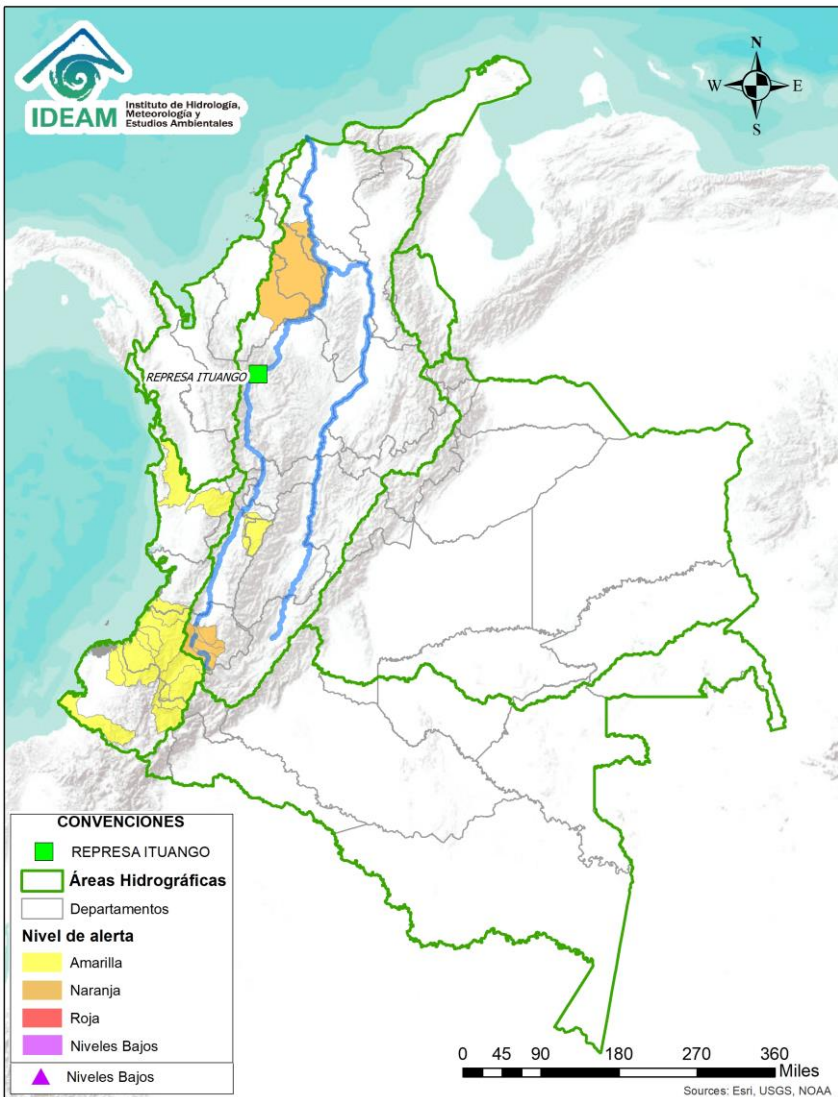 IDEAM
Instituto de Hidrología,
Meteorología y
Estudios Ambientales
N
W
E
S
REPRESA ITUANGO
CONVENCIONES
REPRESA ITUANGO
Áreas Hidrográficas
Departamentos
Nivel de alerta
Amarilla
Naranja
Roja
Niveles Bajos
Niveles Bajos
0 45 90 180 270 360
Miles
Sources: Esri, USGS, NOAA